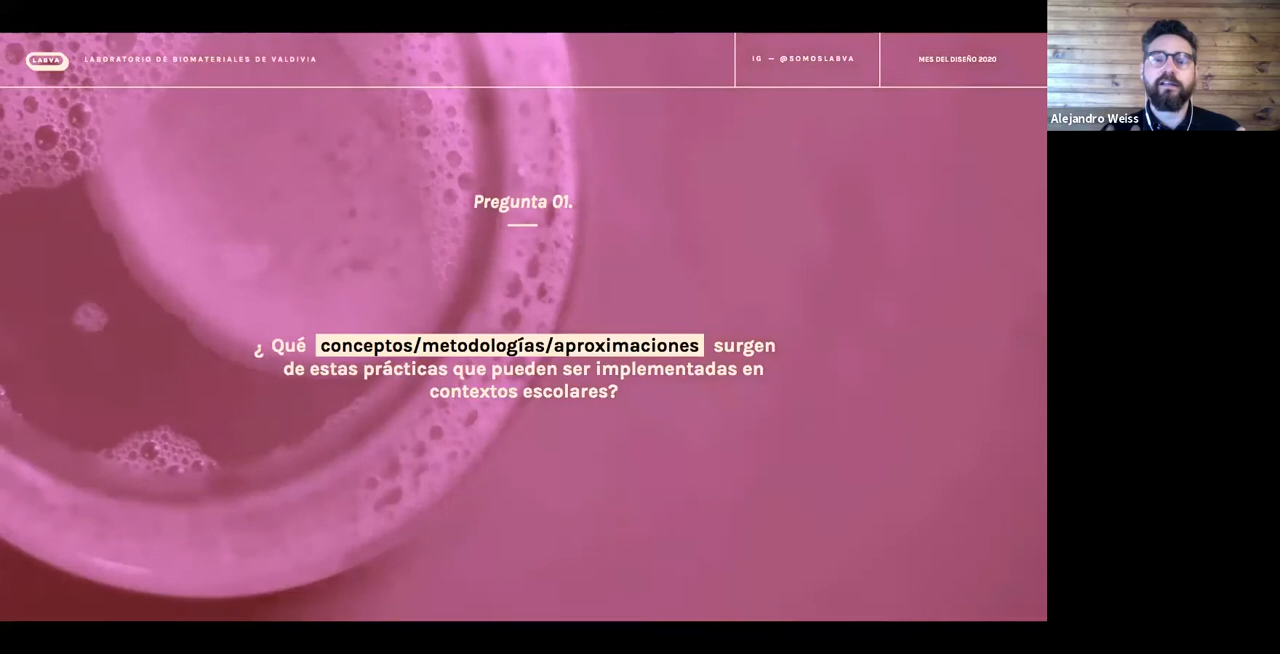 LABVA
LABORATORIO DE BIOMATERIALES DE VALDIVIA
IG — @SOMOSLABVA
MES DEL DISEÑO 2020
Alejandro Weiss
Pregunta 01.
¿ Qué conceptos/metodologías/aproximaciones surgen
de estas prácticas que pueden ser implementadas en
contextos escolares?